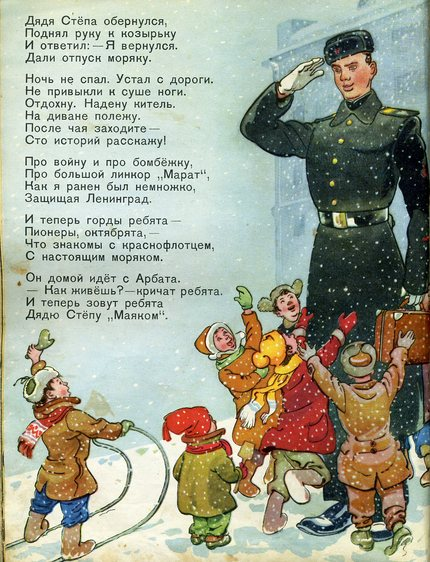 Дядя Стёпа обернулся,
Поднял руку к козырьку
И ответил: — Я вернулся.
Дали отпуск моряку.
Ночь не спал. Устал с дороги.
Не привыкли к суше ноги.
Отдохну. Надену китель.
На диване полежу.
После чая заходите —
Сто историй расскажу!
Про войну и про бомбёжку,
Про большой линкор „Марат“,
Как я ранен был немножко,
Защищая Ленинград.
И теперь горды ребята —
Пионеры, октябрята, —
Что знакомы с краснофлотцем,
С настоящим моряком.
Он домой идёт с Арбата.
— Как живёшь? — кричат ребята.
И теперь зовут ребята
Дядю Стёпу „Маяком“.